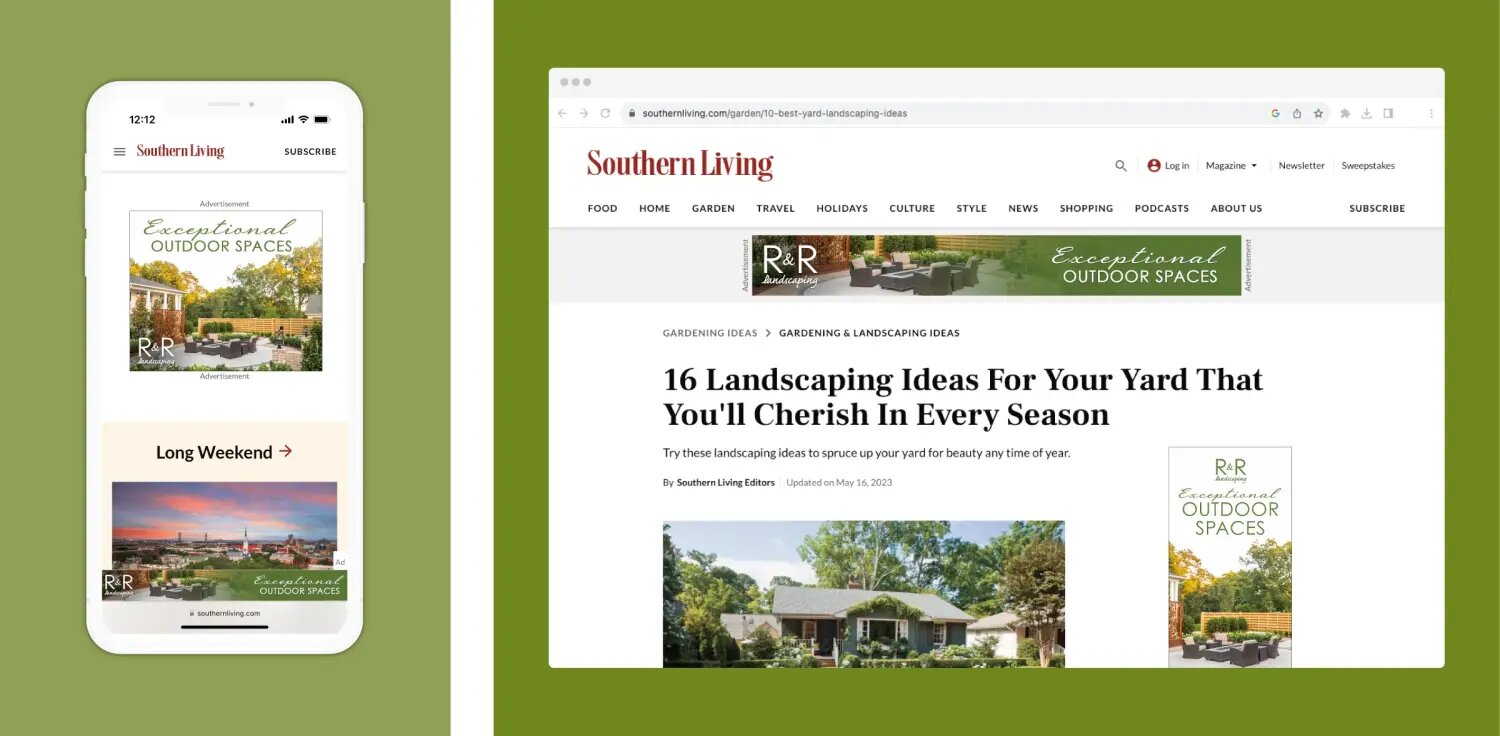 12:12
Southern Living
SUBSCRIBE
Advertisement
Exceptional
OUTDOOR SPACES
R&R
landscaping
Advertisement
Long Weekend →
Ad
R&R
landscaping
Exceptional
OUTDOOR SPACES
southernliving.com
southernliving.com/garden/10-best-yard-landscaping-ideas
Southern Living
Log in Magazine Newsletter Sweepstakes
FOOD HOME GARDEN TRAVEL HOLIDAYS CULTURE STYLE NEWS SHOPPING PODCASTS ABOUT US SUBSCRIBE
Advertisement
R&R
landscaping
Exceptional
OUTDOOR SPACES
Advertisement
GARDENING IDEAS > GARDENING & LANDSCAPING IDEAS
16 Landscaping Ideas For Your Yard That
You'll Cherish In Every Season
Try these landscaping ideas to spruce up your yard for beauty any time of year.
By Southern Living Editors Updated on May 16, 2023
R&R
landscaping
Exceptional
OUTDOOR
SPACES